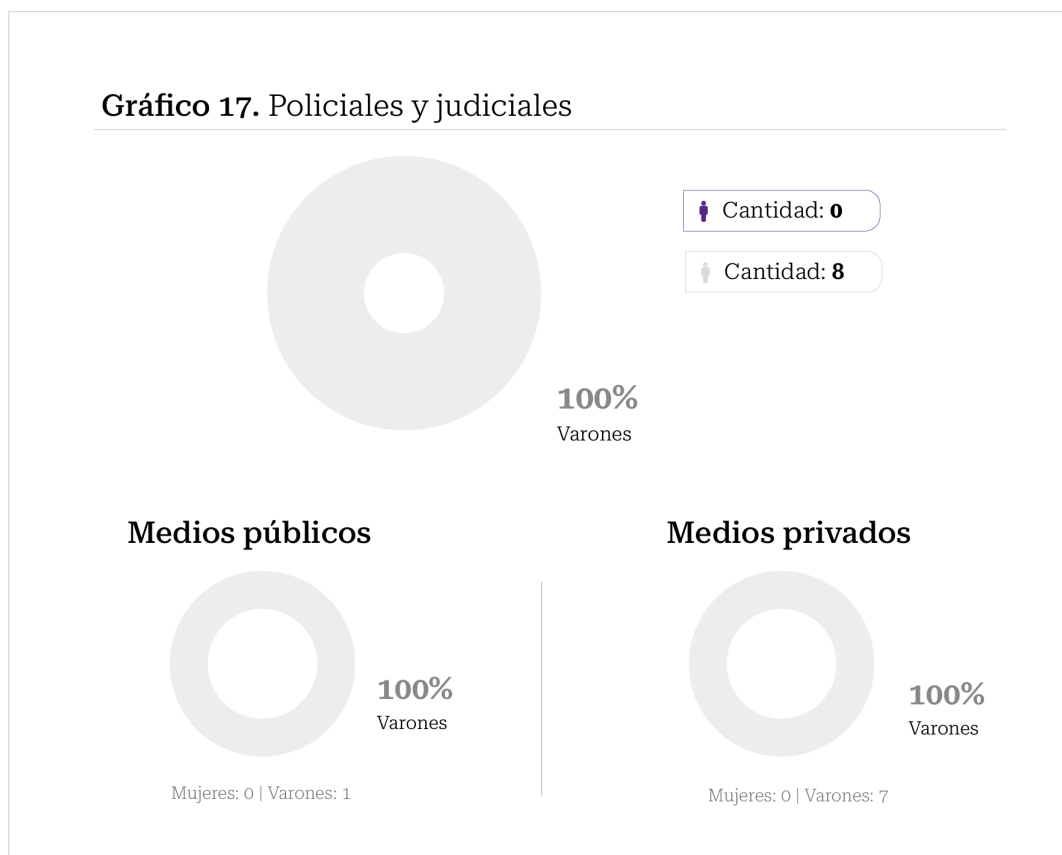 Gráfico 17. Policiales y judiciales
Cantidad: 0
Cantidad: 8
100%
Varones
Medios públicos
100%
Varones
Mujeres: 0 | Varones: 1
Medios privados
100%
Varones
Mujeres: 0 | Varones: 7